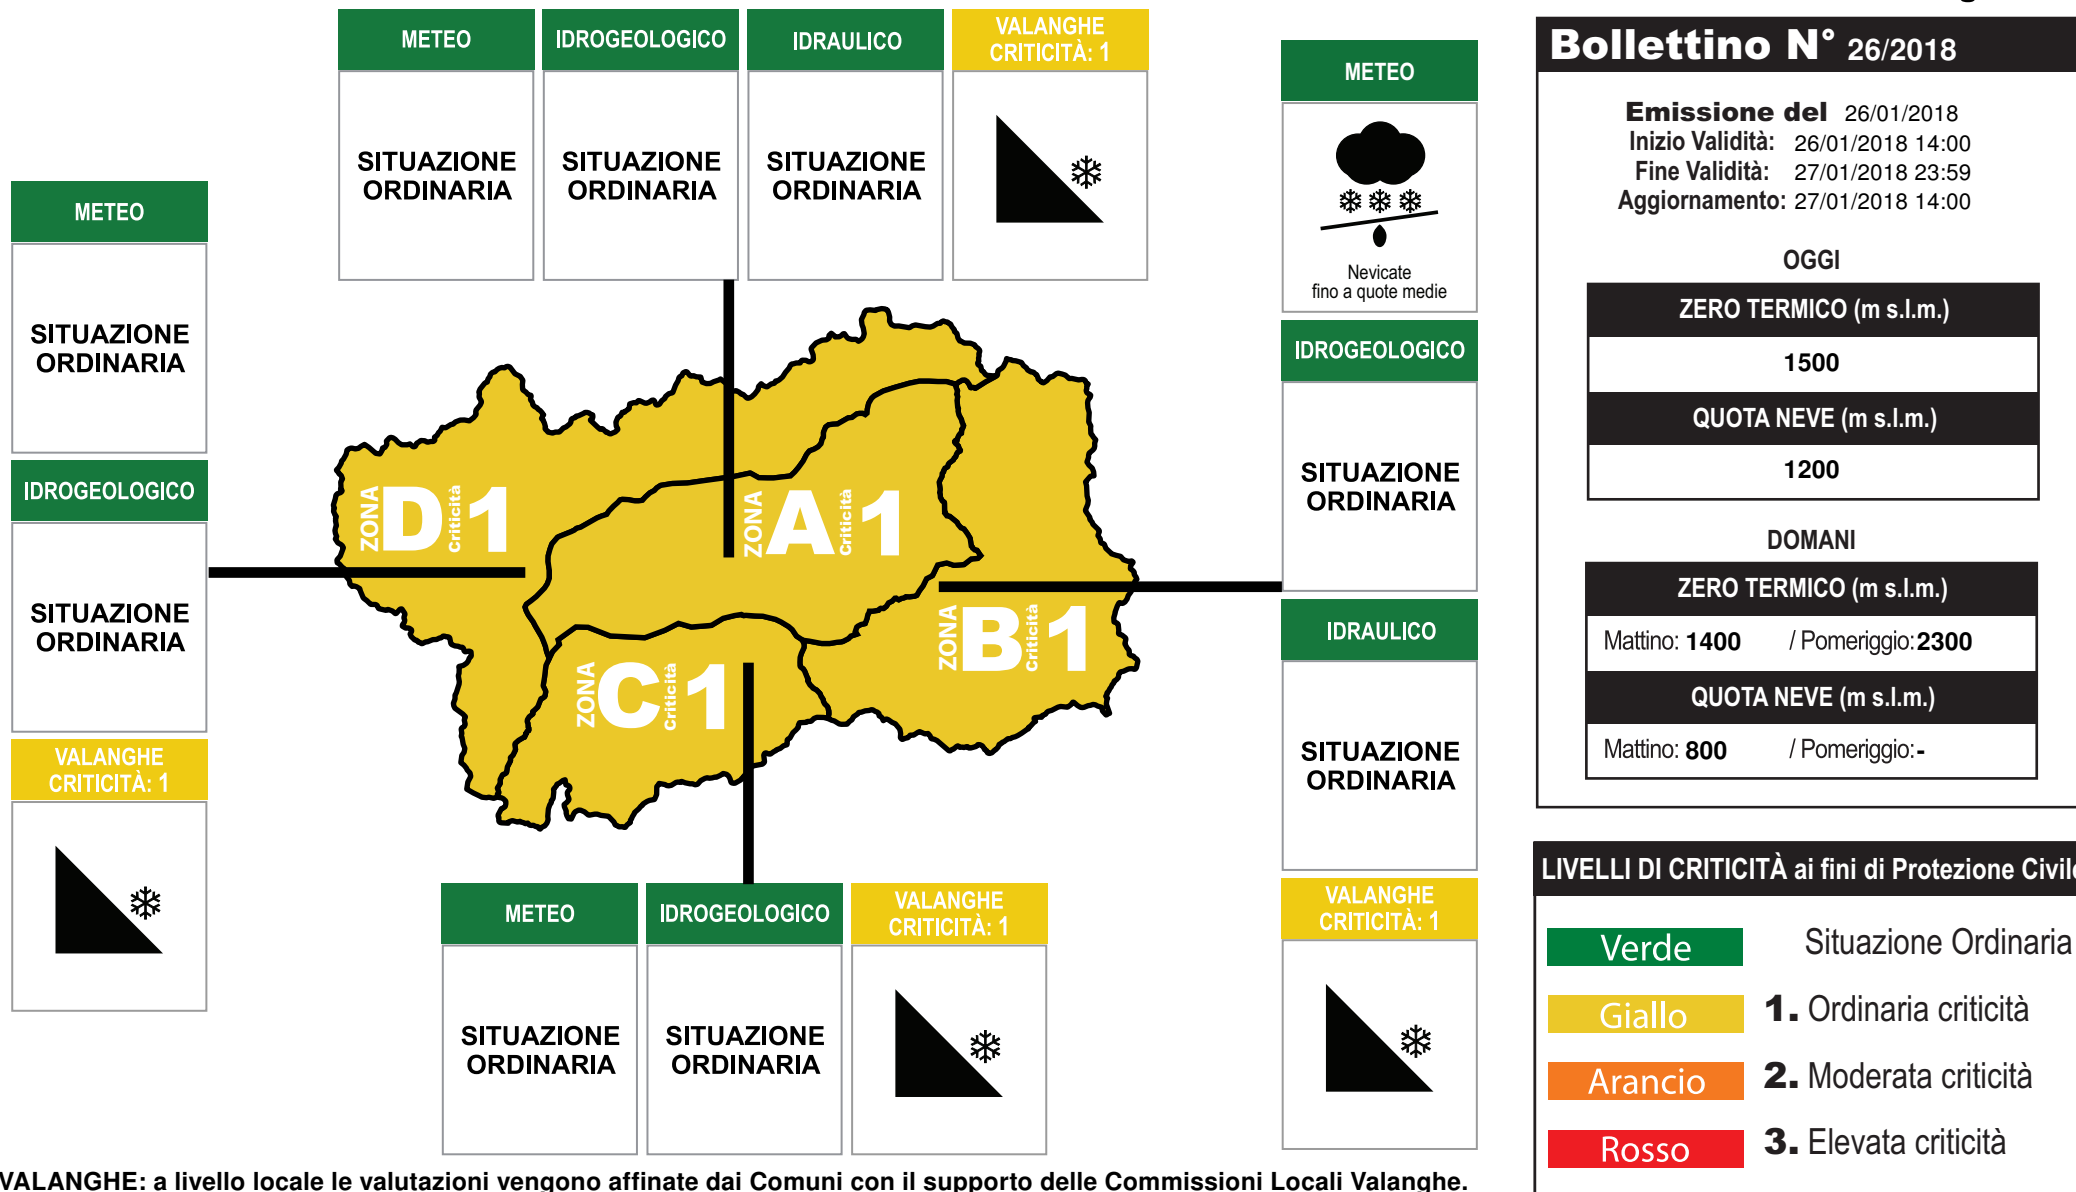 METEO
SITUAZIONE
ORDINARIA
IDROGEOLOGICO
SITUAZIONE
ORDINARIA
IDRAULICO
SITUAZIONE
ORDINARIA
VALANGHE
CRITICITÀ: 1
METEO
SITUAZIONE
ORDINARIA
IDROGEOLOGICO
SITUAZIONE
ORDINARIA
VALANGHE
CRITICITÀ: 1
METEO
Nevicate
fino a quote medie
IDROGEOLOGICO
SITUAZIONE
ORDINARIA
IDRAULICO
SITUAZIONE
ORDINARIA
VALANGHE
CRITICITÀ: 1
ZONA D Criticità 1
ZONA A Criticità 1
ZONA B Criticità 1
ZONA C Criticità 1
METEO
SITUAZIONE
ORDINARIA
IDROGEOLOGICO
SITUAZIONE
ORDINARIA
VALANGHE
CRITICITÀ: 1
Bollettino N° 26/2018
Emissione del 26/01/2018
Inizio Validità: 26/01/2018 14:00
Fine Validità: 27/01/2018 23:59
Aggiornamento: 27/01/2018 14:00
OGGI
ZERO TERMICO (m s.l.m.)
1500
QUOTA NEVE (m s.l.m.)
1200
DOMANI
ZERO TERMICO (m s.l.m.)
Mattino: 1400 / Pomeriggio: 2300
QUOTA NEVE (m s.l.m.)
Mattino: 800 / Pomeriggio: -
LIVELLI DI CRITICITÀ ai fini di Protezione Civile
Verde Situazione Ordinaria
Giallo 1. Ordinaria criticità
Arancio 2. Moderata criticità
Rosso 3. Elevata criticità
VALANGHE: a livello locale le valutazioni vengono affinate dai Comuni con il supporto delle Commissioni Locali Valanghe.